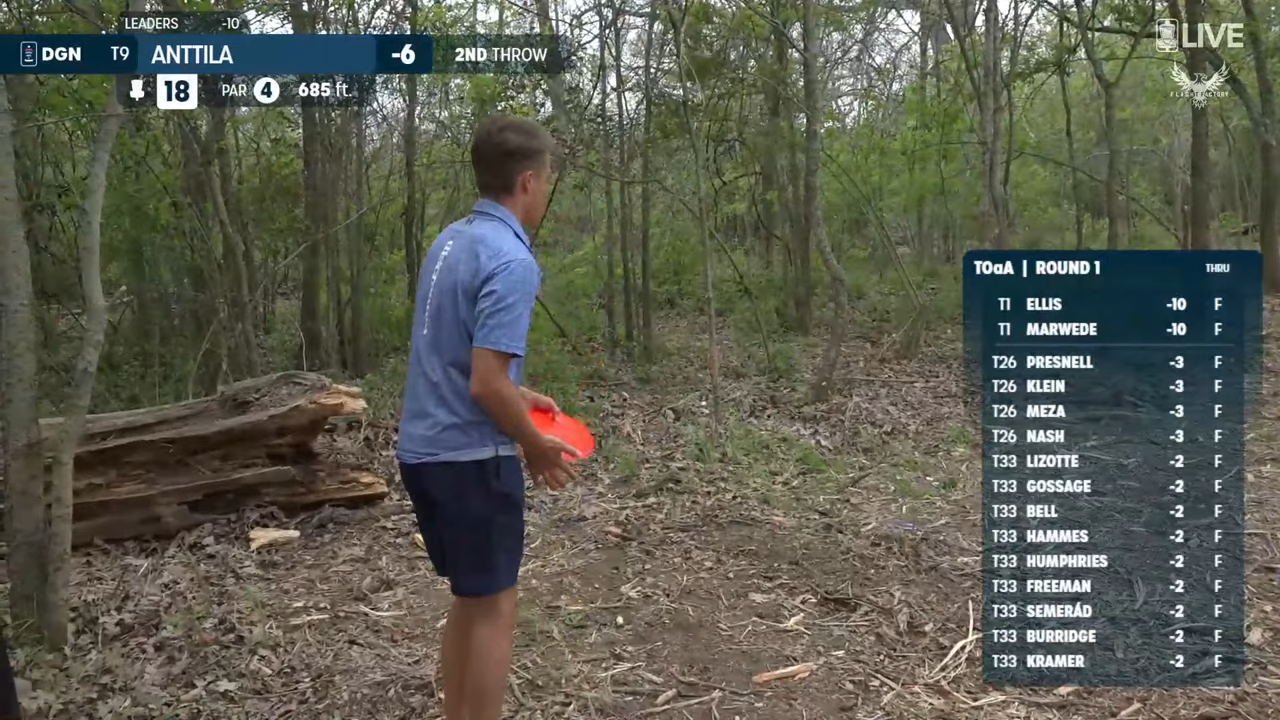 LEADERS -10
DGN T9 ANTTILA -6 2ND THROW
18 PAR 4 685 ft.
LIVE
TOaA | ROUND 1 THRU
T1 ELLIS -10 F
T1 MARWEDE -10 F
T26 PRESNELL -3 F
T26 KLEIN -3 F
T26 MEZA -3 F
T26 NASH -3 F
T33 LIZOTTE -2 F
T33 GOSSAGE -2 F
T33 BELL -2 F
T33 HAMMES -2 F
T33 HUMPHRIES -2 F
T33 FREEMAN -2 F
T33 SEMERÁD -2 F
T33 BURRIDGE -2 F
T33 KRAMER -2 F